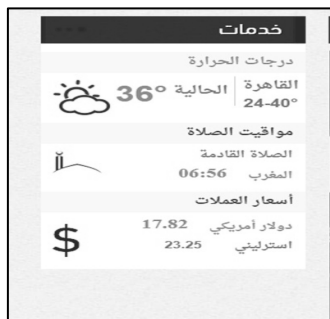 خدمات
درجات الحرارة
القاهرة الحالية 36°
24-40°
مواقيت الصلاة
الصلاة القادمة
المغرب 06:56
أسعار العملات
دولار أمريكي 17.82
استرليني 23.25
$